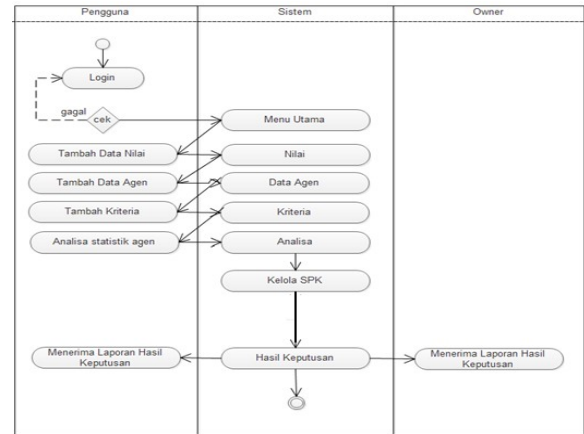 Pengguna
Sistem
Owner
Login
gagal
cek
Menu Utama
Tambah Data Nilai
Nilai
Tambah Data Agen
Data Agen
Tambah Kriteria
Kriteria
Analisa statistik agen
Analisa
Kelola SPK
Menerima Laporan Hasil
Keputusan
Hasil Keputusan
Menerima Laporan Hasil
Keputusan